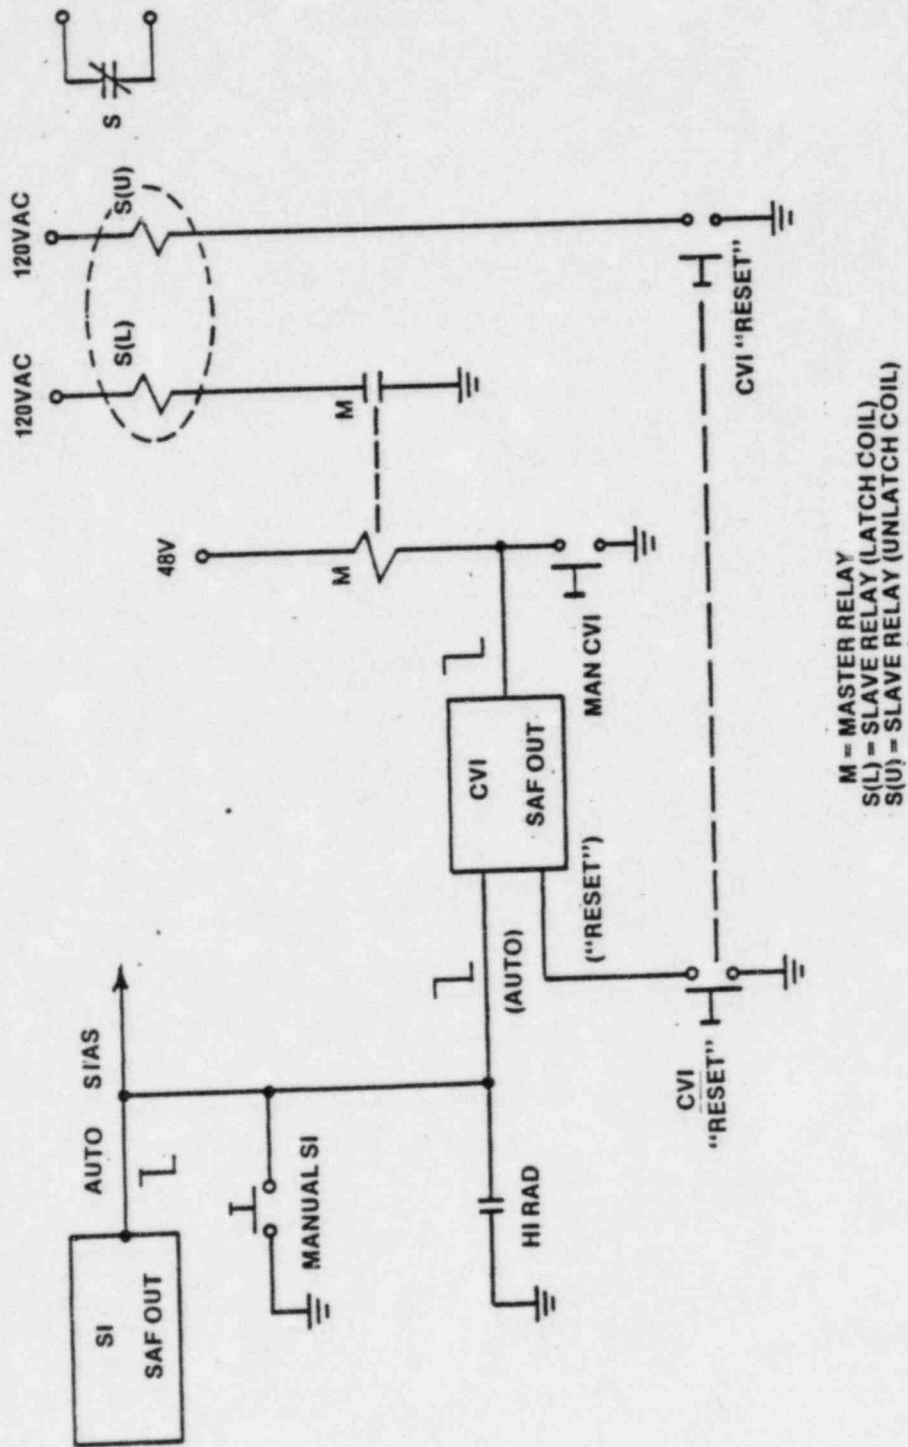 SI
SAF OUT
AUTO SIAS
MANUAL SI
HI RAD
(AUTO)
("RESET")
CVI
"RESET"
CVI
SAF OUT
48V
M
M
MAN CVI
120VAC
S(L)
120VAC
S(U)
S
CVI "RESET"
M = MASTER RELAY
S(L) = SLAVE RELAY (LATCH COIL)
S(U) = SLAVE RELAY (UNLATCH COIL)